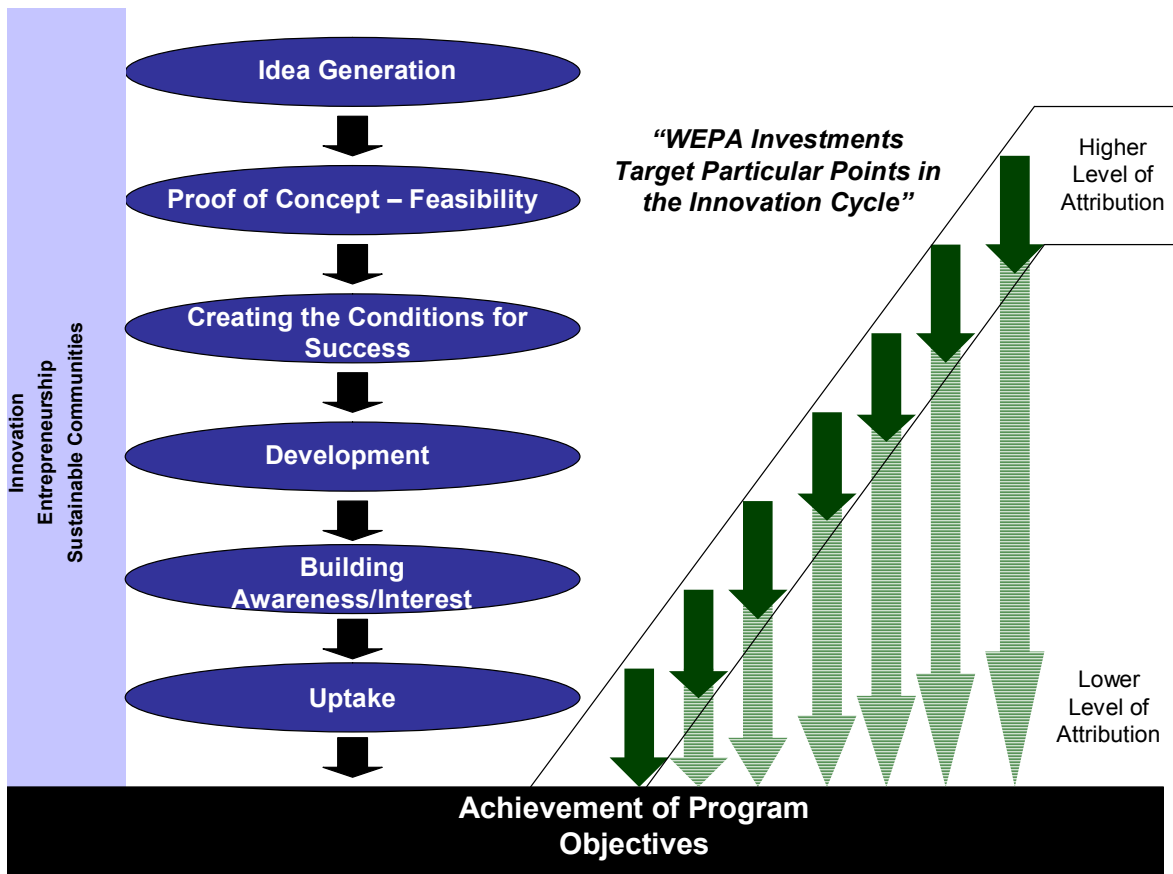 Innovation
Entrepreneurship
Sustainable Communities
Idea Generation
Proof of Concept – Feasibility
Creating the Conditions for
Success
Development
Building
Awareness/Interest
Uptake
“WEPA Investments
Target Particular Points in
the Innovation Cycle”
Higher
Level of
Attribution
Lower
Level of
Attribution
Achievement of Program
Objectives